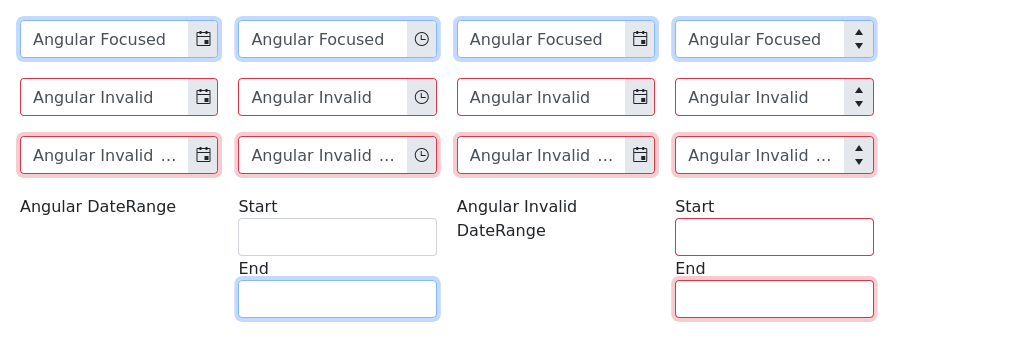 Angular Focused Angular Focused Angular Focused Angular Focused
Angular Invalid Angular Invalid Angular Invalid Angular Invalid
Angular Invalid ... Angular Invalid ... Angular Invalid ... Angular Invalid ...
Angular DateRange
Start
End
Angular Invalid
DateRange
Start
End